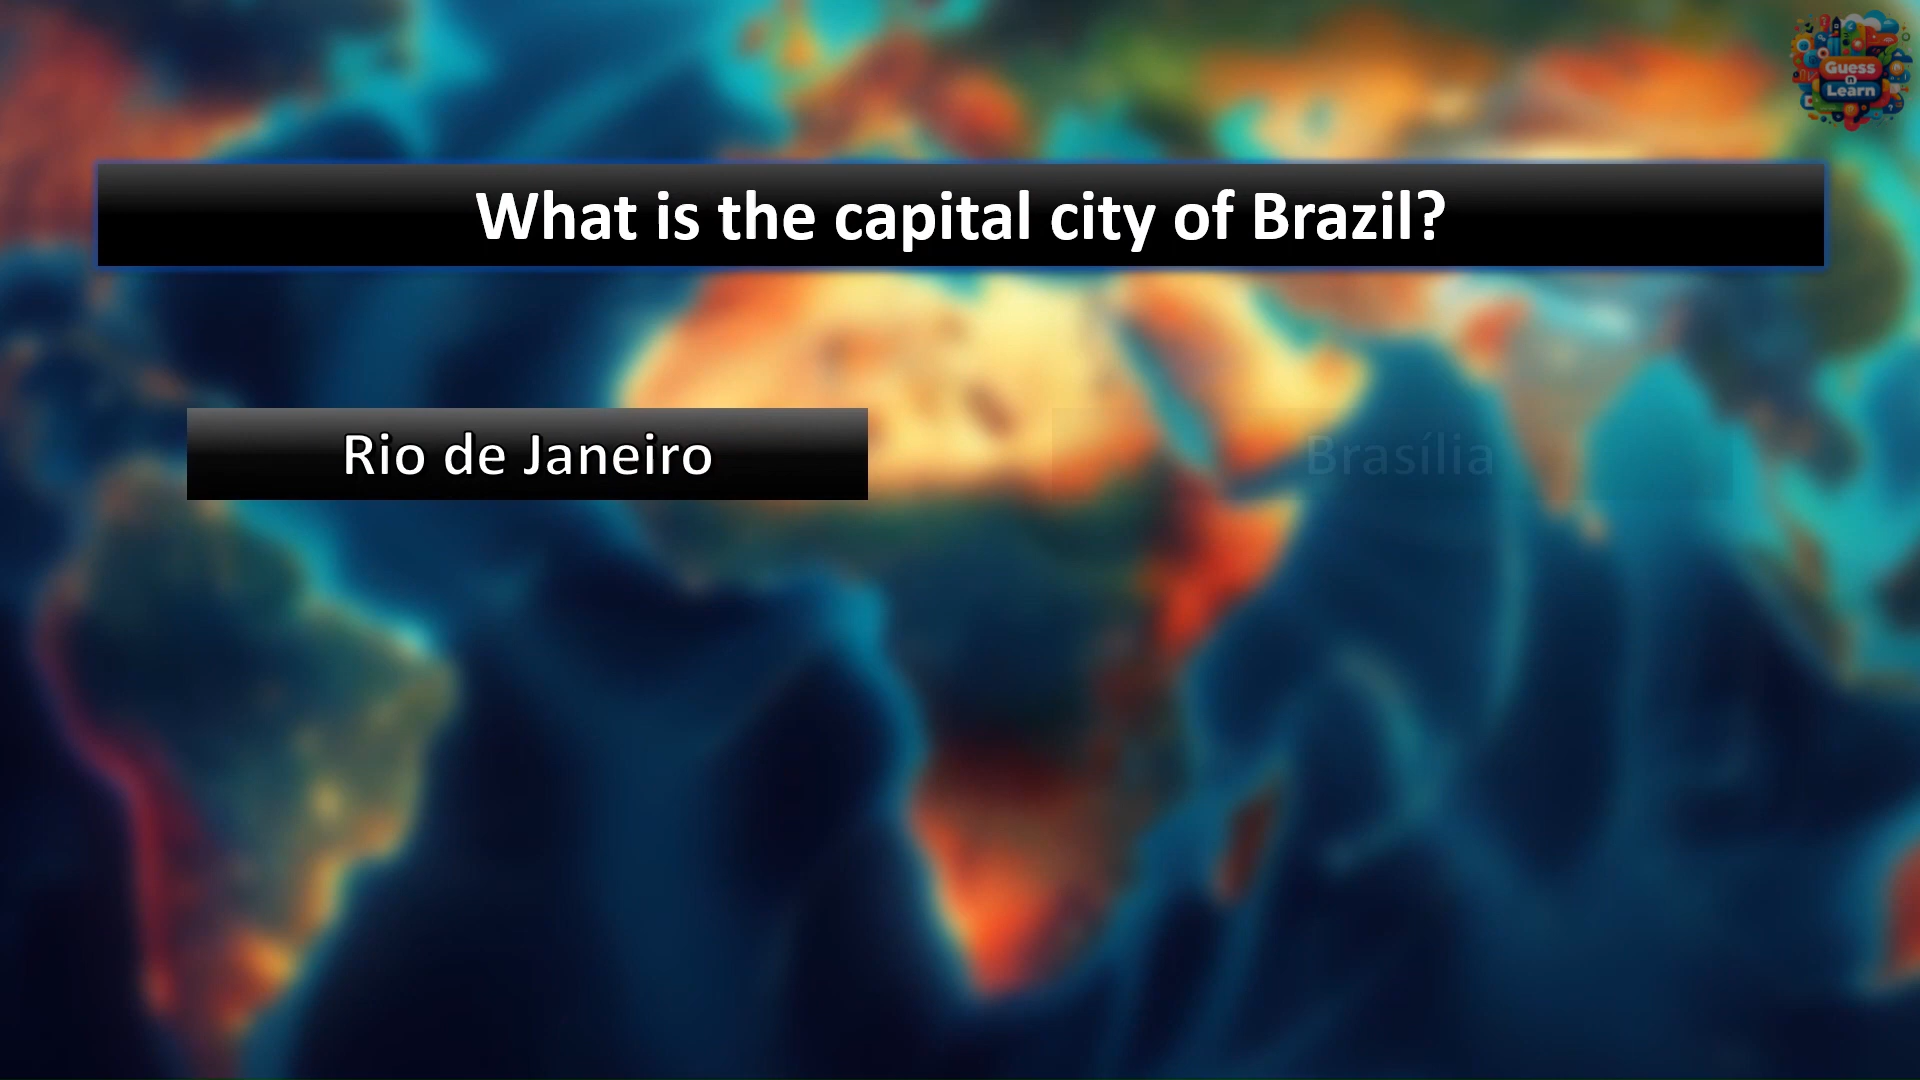 Guess
n
Learn
What is the capital city of Brazil?
Rio de Janeiro
Brasília